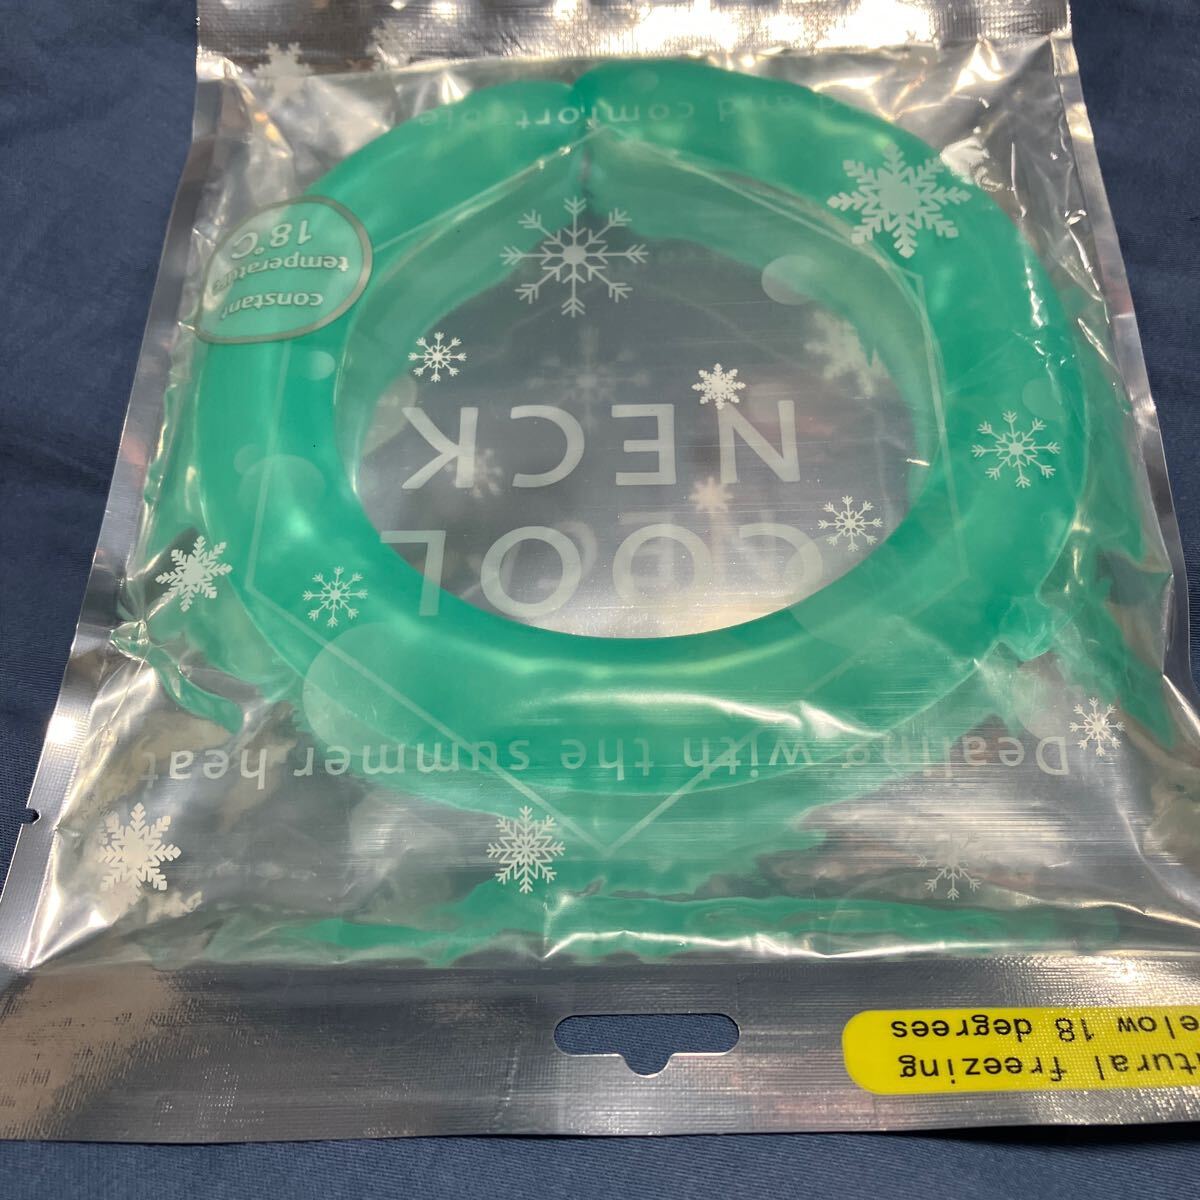 tural freezing
elow 18 degrees
Dealing with the summer heat
COOL
NECK
constant
temperature
18°C
and comfortable